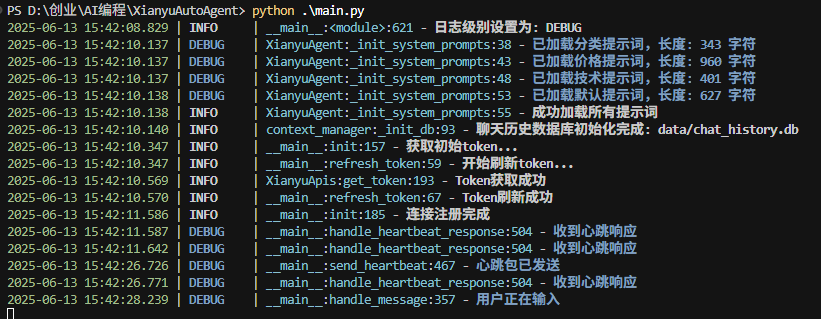 PS D:\创业\AI编程\XianyuAutoAgent> python .\main.py
2025-06-13 15:42:08.829 | INFO     | __main__:<module>:621 - 日志级别设置为: DEBUG
2025-06-13 15:42:10.137 | DEBUG    | XianyuAgent:_init_system_prompts:38 - 已加载分类提示词，长度: 343 字符
2025-06-13 15:42:10.137 | DEBUG    | XianyuAgent:_init_system_prompts:43 - 已加载价格提示词，长度: 960 字符
2025-06-13 15:42:10.137 | DEBUG    | XianyuAgent:_init_system_prompts:48 - 已加载技术提示词，长度: 401 字符
2025-06-13 15:42:10.138 | DEBUG    | XianyuAgent:_init_system_prompts:53 - 已加载默认提示词，长度: 627 字符
2025-06-13 15:42:10.138 | INFO     | XianyuAgent:_init_system_prompts:55 - 成功加载所有提示词
2025-06-13 15:42:10.140 | INFO     | context_manager:_init_db:93 - 聊天历史数据库初始化完成: data/chat_history.db
2025-06-13 15:42:10.347 | INFO     | __main__:init:157 - 获取初始token...
2025-06-13 15:42:10.347 | INFO     | __main__:refresh_token:59 - 开始刷新token...
2025-06-13 15:42:10.569 | INFO     | XianyuApis:get_token:193 - Token获取成功
2025-06-13 15:42:10.570 | INFO     | __main__:refresh_token:67 - Token刷新成功
2025-06-13 15:42:11.586 | INFO     | __main__:init:185 - 连接注册完成
2025-06-13 15:42:11.587 | DEBUG    | __main__:handle_heartbeat_response:504 - 收到心跳响应
2025-06-13 15:42:11.642 | DEBUG    | __main__:handle_heartbeat_response:504 - 收到心跳响应
2025-06-13 15:42:26.726 | DEBUG    | __main__:send_heartbeat:467 - 心跳包已发送
2025-06-13 15:42:26.771 | DEBUG    | __main__:handle_heartbeat_response:504 - 收到心跳响应
2025-06-13 15:42:28.239 | DEBUG    | __main__:handle_message:357 - 用户正在输入